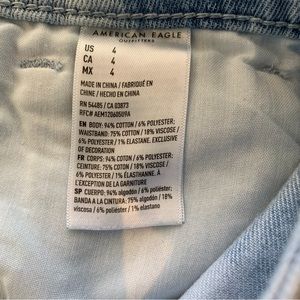 AMERICAN EAGLE
OUTFITTERS
US 4
CA 4
MX 4
MADE IN CHINA / FABRIQUÉ EN
CHINE / HECHO EN CHINA
RN 54485 / CA 03873
RFC# AEM120605U9A
EN BODY: 94% COTTON / 6% POLYESTER;
WAISTBAND: 75% COTTON / 18% VISCOSE /
6% POLYESTER / 1% ELASTANE. EXCLUSIVE
OF DECORATION
FR CORPS: 94% COTON / 6% POLYESTER;
CEINTURE: 75% COTON / 18% VISCOSE /
6% POLYESTER / 1% ÉLASTHANNE. À
L'EXCEPTION DE LA GARNITURE
SP CUERPO: 94% algodón / 6% poliéster;
BANDA A LA CINTURA: 75% algodón / 18%
viscosa / 6% poliéster / 1% elastano